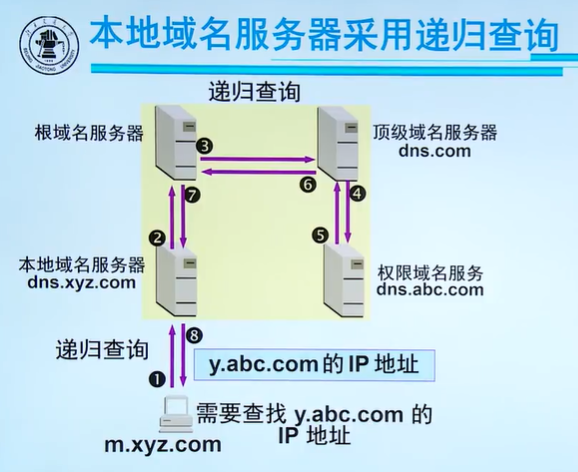 本地域名服务器采用递归查询
递归查询
根域名服务器
顶级域名服务器
dns.com
❸
❻
❼
❹
❷
❺
本地域名服务器
dns.xyz.com
权限域名服务
dns.abc.com
递归查询
❽
y.abc.com的 IP 地址
❶
需要查找 y.abc.com 的
IP 地址
m.xyz.com